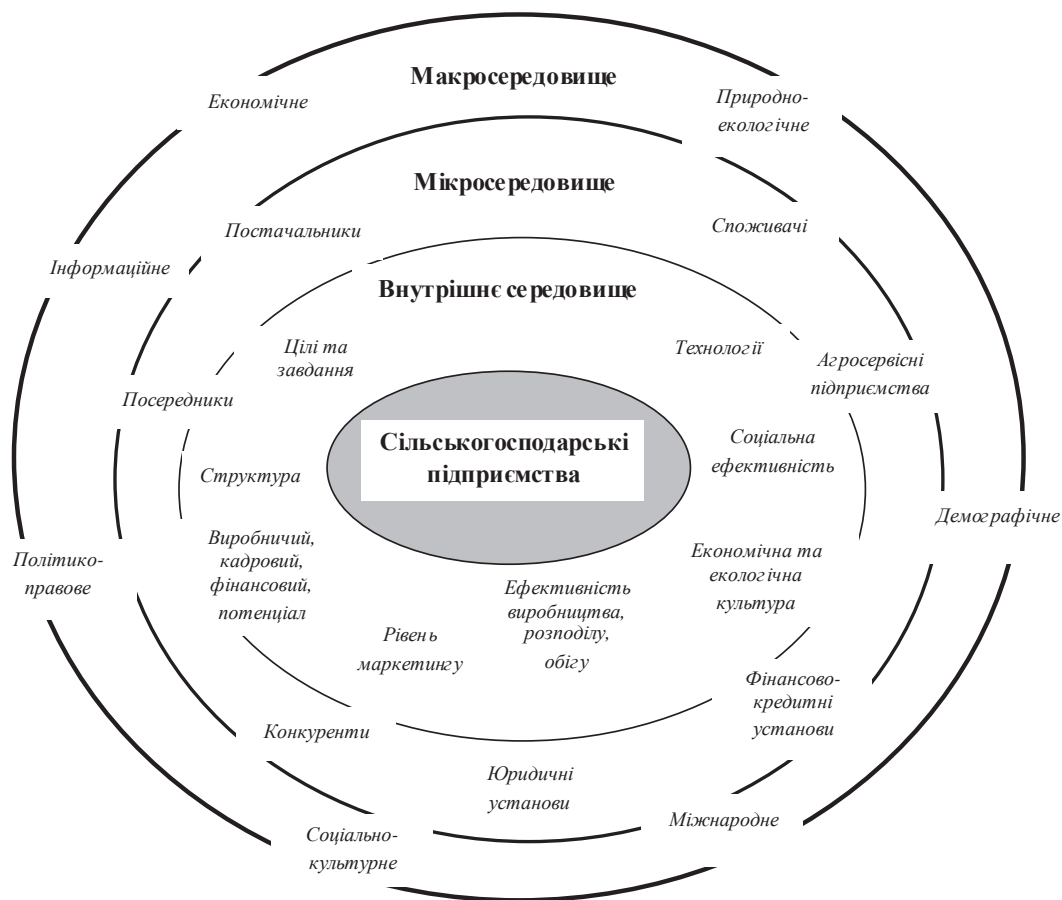 Макросередовище
Економічне
Природно-
екологічне
Мікросередовище
Постачальники
Споживачі
Інформаційне
Внутрішнє середовище
Цілі та
завдання
Технології
Агросервісні
підприємства
Посередники
Сільськогосподарські
підприємства
Соціальна
ефективність
Структура
Демографічне
Політико-
правове
Виробничий,
кадровий,
фінансовий,
потенціал
Економічна та
екологічна
культура
Ефективність
виробництва,
розподілу,
обігу
Рівень
маркетингу
Фінансово-
кредитні
установи
Конкуренти
Юридичні
установи
Міжнародне
Соціально-
культурне